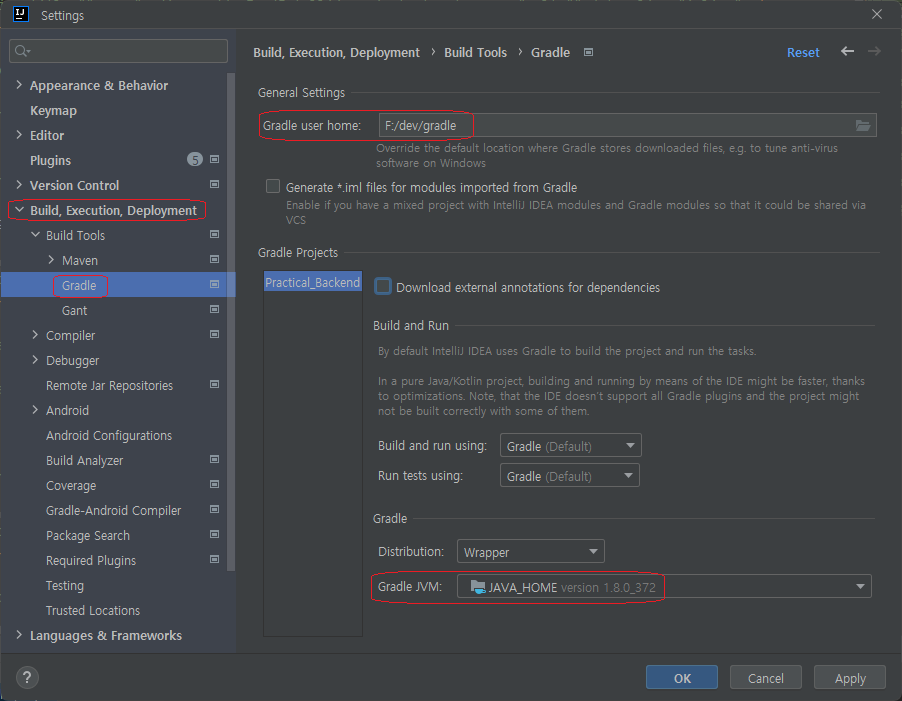 IJ
Settings
Appearance & Behavior
Keymap
Editor
Plugins
5
Version Control
Build, Execution, Deployment
Build Tools
Maven
Gradle
Gant
Compiler
Debugger
Remote Jar Repositories
Android
Android Configurations
Build Analyzer
Coverage
Gradle-Android Compiler
Package Search
Required Plugins
Testing
Trusted Locations
Languages & Frameworks
Build, Execution, Deployment › Build Tools › Gradle
Reset
General Settings
Gradle user home: F:/dev/gradle
Override the default location where Gradle stores downloaded files, e.g. to tune anti-virus
software on Windows
Generate *.iml files for modules imported from Gradle
Enable if you have a mixed project with IntelliJ IDEA modules and Gradle modules so that it could be shared via
VCS
Gradle Projects
Practical_Backend
Download external annotations for dependencies
Build and Run
By default IntelliJ IDEA uses Gradle to build the project and run the tasks.
In a pure Java/Kotlin project, building and running by means of the IDE might be faster, thanks
to optimizations. Note, that the IDE doesn't support all Gradle plugins and the project might
not be built correctly with some of them.
Build and run using: Gradle (Default)
Run tests using: Gradle (Default)
Gradle
Distribution: Wrapper
Gradle JVM: JAVA_HOME version 1.8.0_372
?
OK
Cancel
Apply